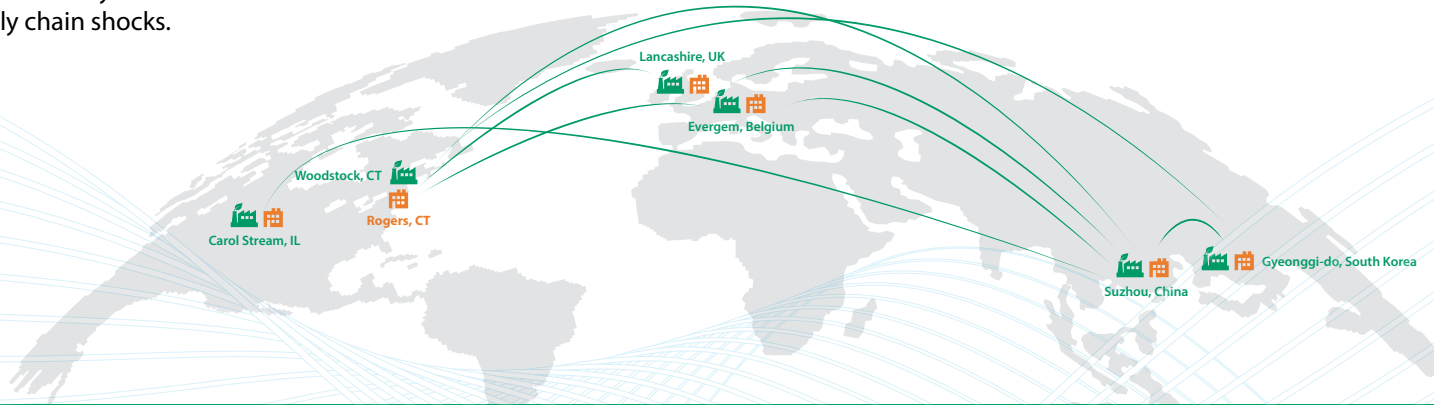 ly chain shocks.
Lancashire, UK
Evergem, Belgium
Woodstock, CT
Rogers, CT
Carol Stream, IL
Gyeonggi-do, South Korea
Suzhou, China